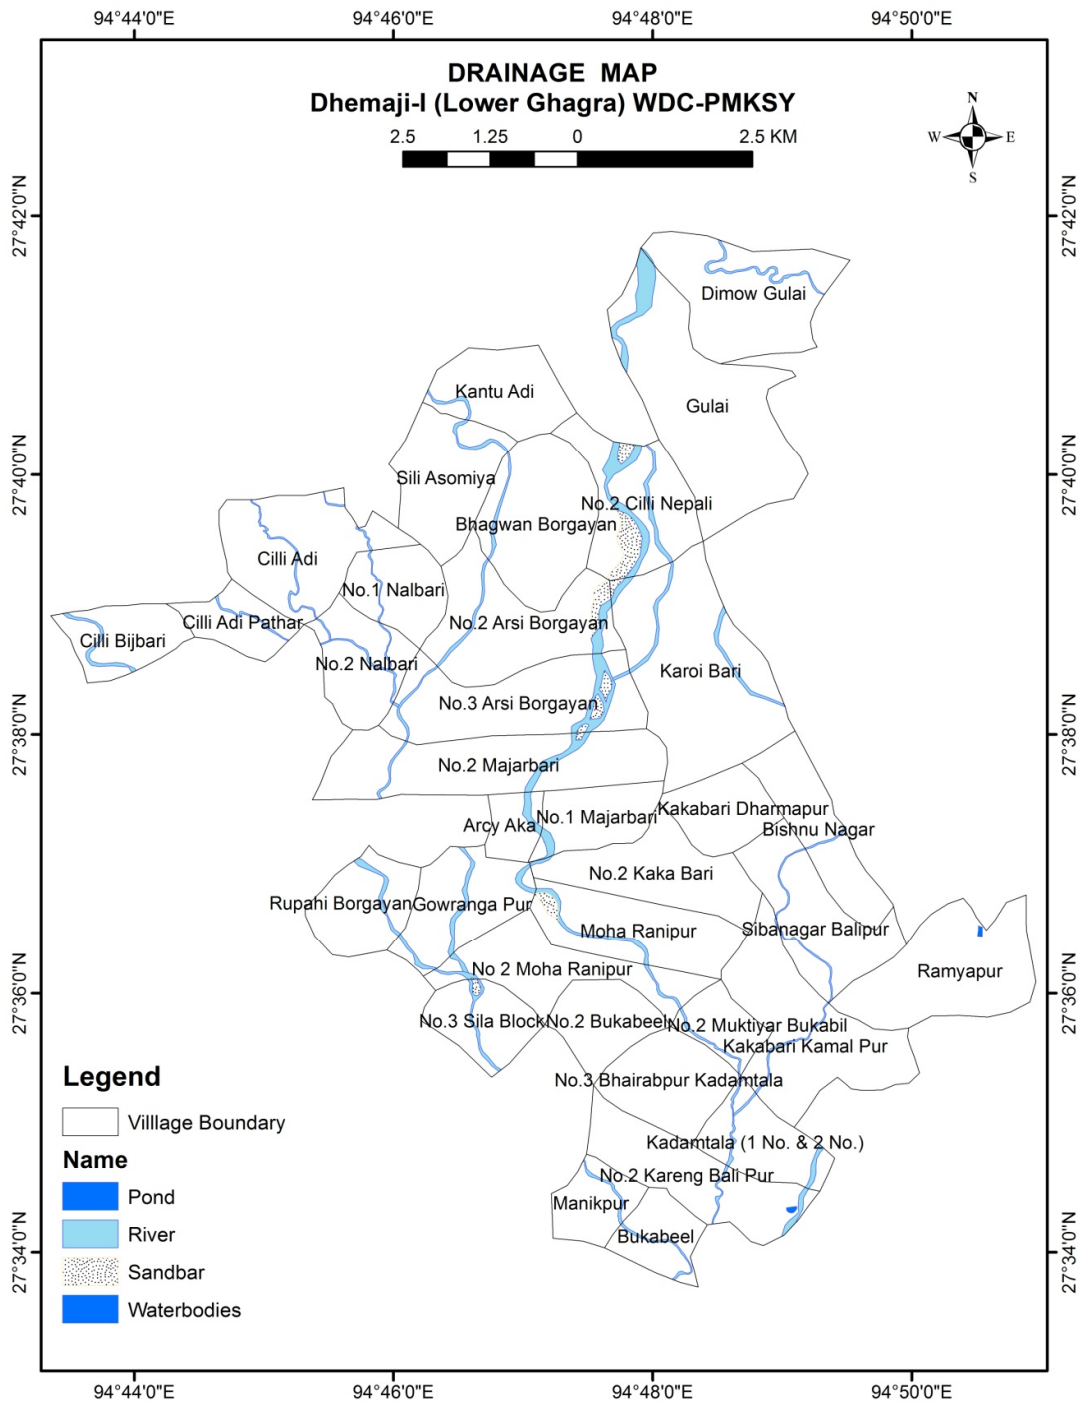 94°44'0"E 94°46'0"E 94°48'0"E 94°50'0"E
DRAINAGE MAP
Dhemaji-I (Lower Ghagra) WDC-PMKSY
2.5 1.25 0 2.5 KM
N
W E
S
27°42'0"N 27°42'0"N
Dimow Gulai
Kantu Adi
Gulai
27°40'0"N 27°40'0"N
Sili Asomiya
No.2 Cilli Nepali
Bhagwan Borgayan
Cilli Adi
No.1 Nalbari
Cilli Adi Pathar
No.2 Arsi Borgayan
Cilli Bijbari
No.2 Nalbari
Karoi Bari
No.3 Arsi Borgayan
27°38'0"N 27°38'0"N
No.2 Majarbari
Kakabari Dharmapur
No.1 Majarbari
Arcy Aka
Bishnu Nagar
No.2 Kaka Bari
Rupahi Borgayan
Gowranga Pur
Moha Ranipur
Sibanagar Balipur
No 2 Moha Ranipur
Ramyapur
27°36'0"N 27°36'0"N
No.3 Sila Block
No.2 Bukabeel
No.2 Muktiyar Bukabil
Kakabari Kamal Pur
No.3 Bhairabpur Kadamtala
Kadamtala (1 No. & 2 No.)
No.2 Kareng Bali Pur
Manikpur
Bukabeel
27°34'0"N 27°34'0"N
Legend
Villlage Boundary
Name
Pond
River
Sandbar
Waterbodies
94°44'0"E 94°46'0"E 94°48'0"E 94°50'0"E